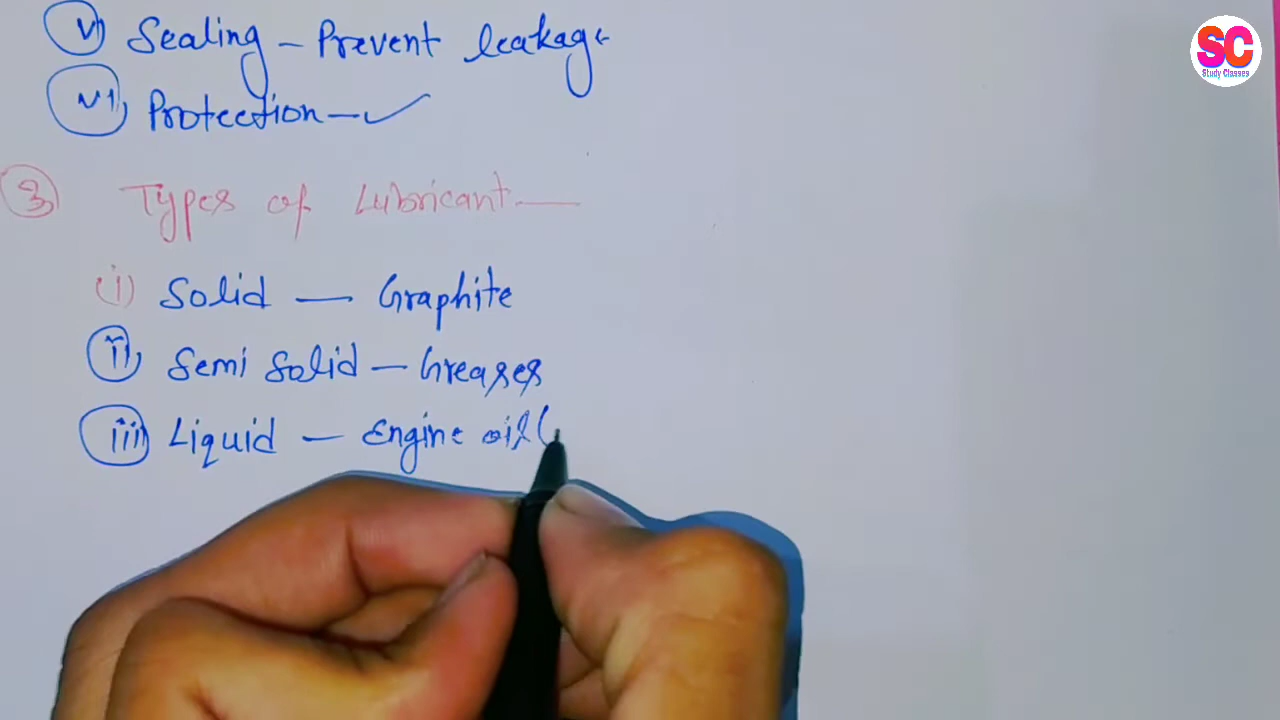 SC
Study Classes
V) Sealing - Prevent leakage
VI) Protection - ✓
3 Types of Lubricant —
(i) Solid — Graphite
ii) Semi Solid - Greases
iii) Liquid - Engine oil (